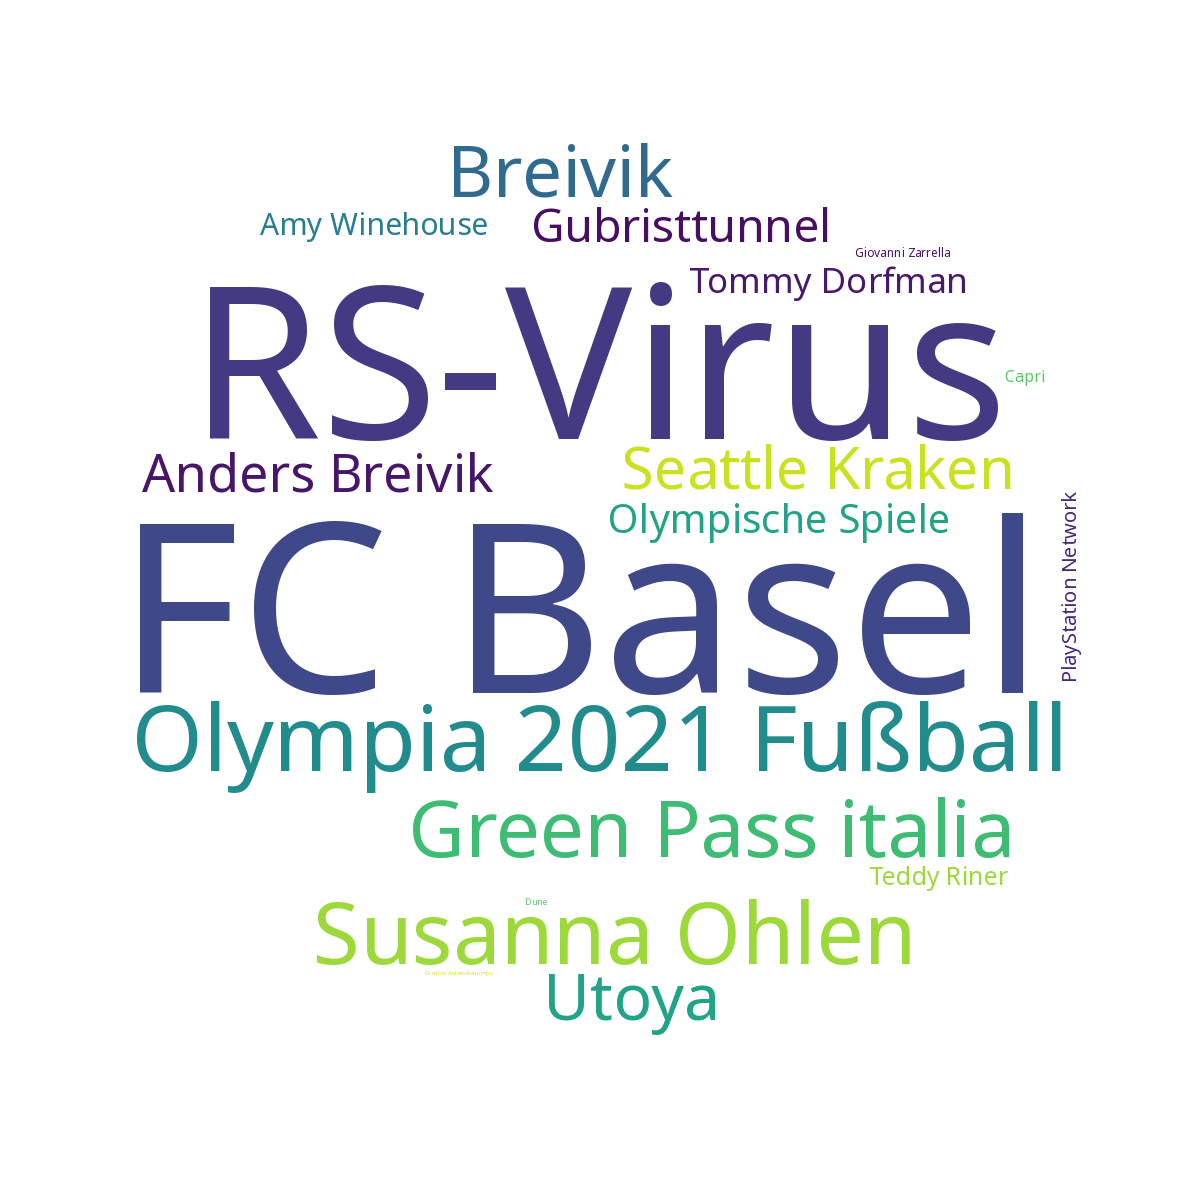 Breivik
Amy Winehouse
Gubristtunnel
Giovanni Zarrella
Tommy Dorfman
RS-Virus
Capri
Anders Breivik
Seattle Kraken
Olympische Spiele
PlayStation Network
FC Basel
Olympia 2021 Fußball
Green Pass italia
Teddy Riner
Dune
Susanna Ohlen
Utoya